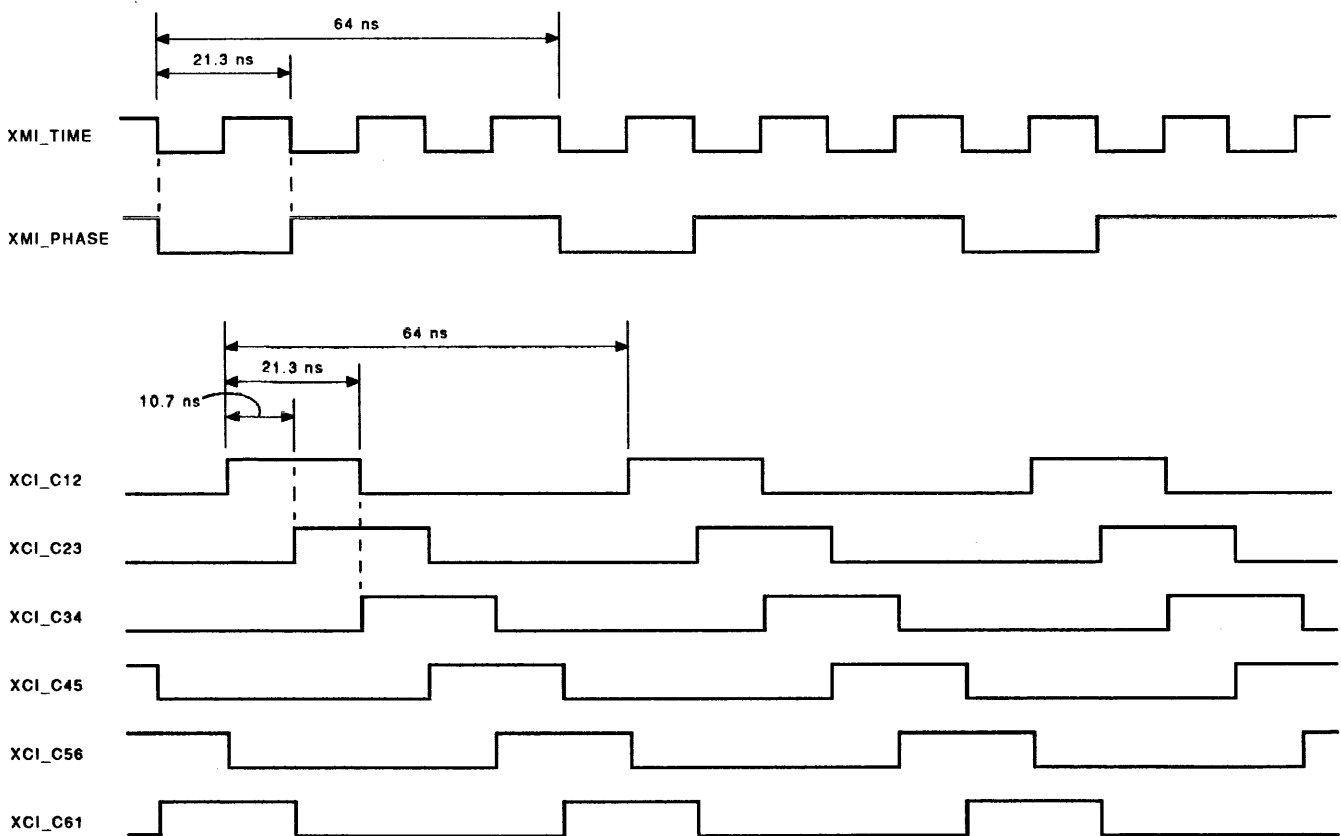 64 ns
21.3 ns
XMI_TIME
XMI_PHASE
64 ns
21.3 ns
10.7 ns
XCI_C12
XCI_C23
XCI_C34
XCI_C45
XCI_C56
XCI_C61